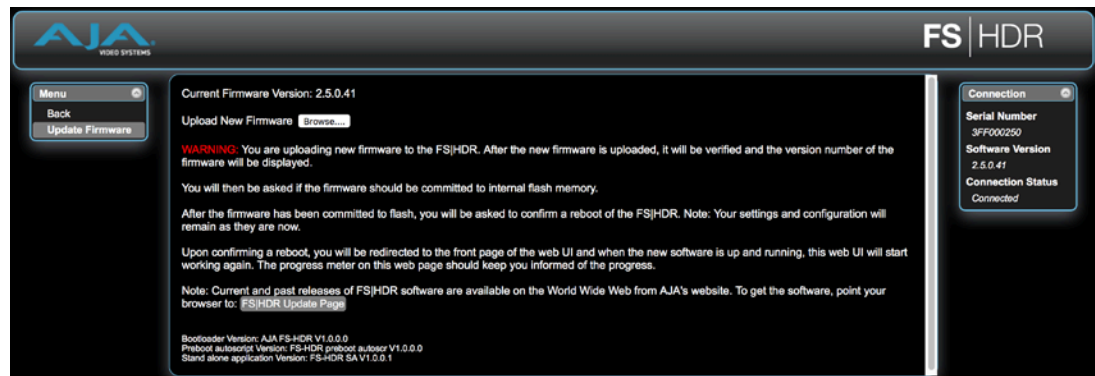 AJA
VIDEO SYSTEMS
FS|HDR
Menu
Back
Update Firmware
Current Firmware Version: 2.5.0.41
Upload New Firmware Browse....
WARNING: You are uploading new firmware to the FS|HDR. After the new firmware is uploaded, it will be verified and the version number of the
firmware will be displayed.
You will then be asked if the firmware should be committed to internal flash memory.
After the firmware has been committed to flash, you will be asked to confirm a reboot of the FS|HDR. Note: Your settings and configuration will
remain as they are now.
Upon confirming a reboot, you will be redirected to the front page of the web UI and when the new software is up and running, this web UI will start
working again. The progress meter on this web page should keep you informed of the progress.
Note: Current and past releases of FS|HDR software are available on the World Wide Web from AJA's website. To get the software, point your
browser to: FS|HDR Update Page
Bootloader Version: AJA FS-HDR V1.0.0.0
Preboot autoscript Version: FS-HDR preboot autoscr V1.0.0.0
Stand alone application Version: FS-HDR SA V1.0.0.1
Connection
Serial Number
3FF000250
Software Version
2.5.0.41
Connection Status
Connected